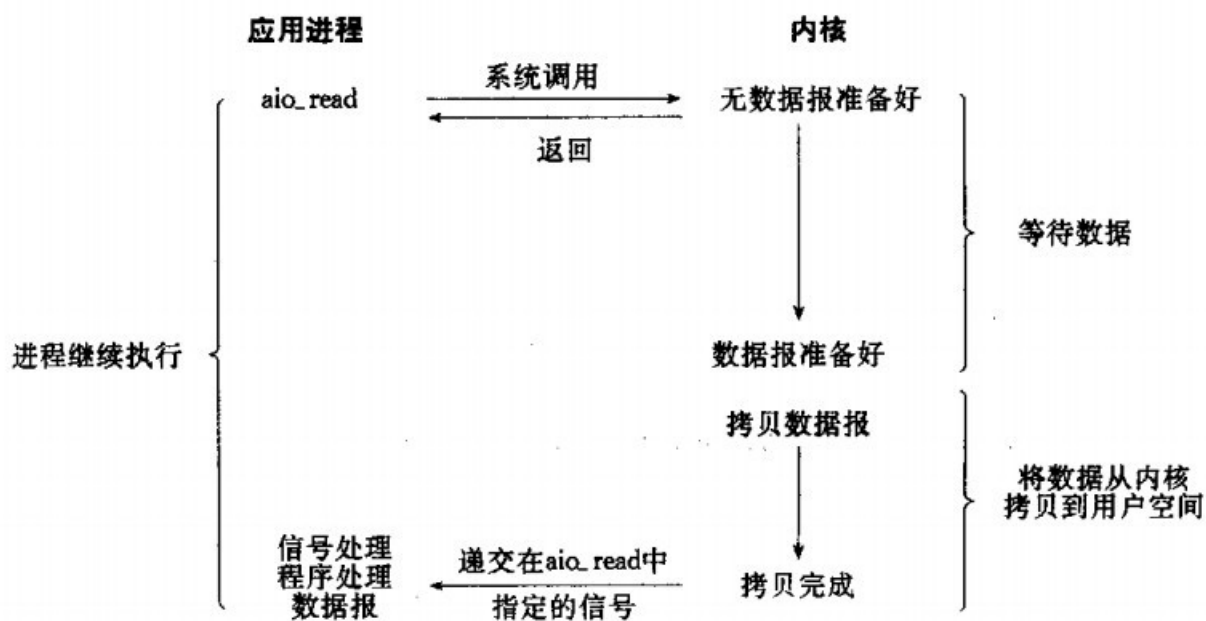 应用进程
内核
系统调用
aio_read
无数据报准备好
返回
等待数据
进程继续执行
数据报准备好
拷贝数据报
将数据从内核
拷贝到用户空间
信号处理
程序处理
数据报
递交在aio_read中
指定的信号
拷贝完成